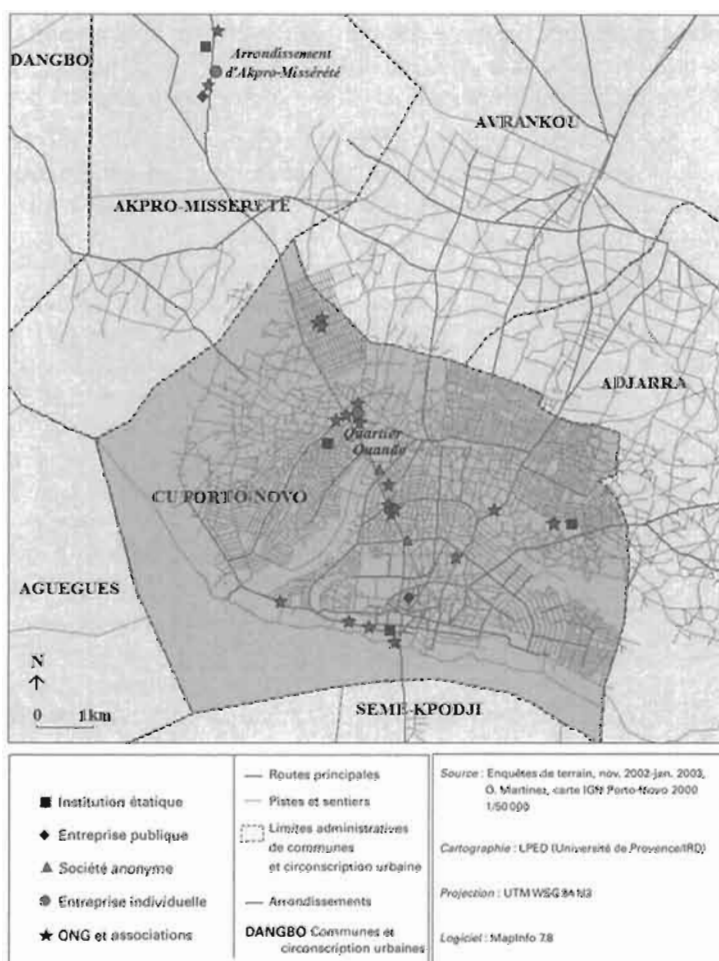 Arrondissement
d'Akpro-Missérété
DANGBO
AVRANKOU
AKPRO-MISSERETE
ADJARRA
Quartier
Ouando
CU PORTO-NOVO
AGUEGUES
N
0 1km
SEME-KPODJI
Institution étatique
Entreprise publique
Société anonyme
Entreprise individuelle
ONG et associations
Routes principales
Pistes et sentiers
Limites administratives
de communes
et circonscription urbaine
Arrondissements
DANGBO Communes et
circonscription urbaines
Source : Enquêtes de terrain, nov. 2002-jan. 2003,
O. Martinez, carte IGN Porto-Novo 2000
1/50 000
Cartographie : LPED (Université de Provence/IRD)
Projection : UTM WSG 84 N3
Logiciel : MapInfo 7.8